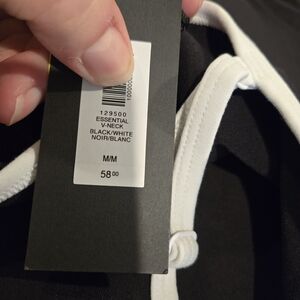 129500
ESSENTIAL
V-NECK
BLACK/WHITE
NOIR/BLANC
M/M
58.00